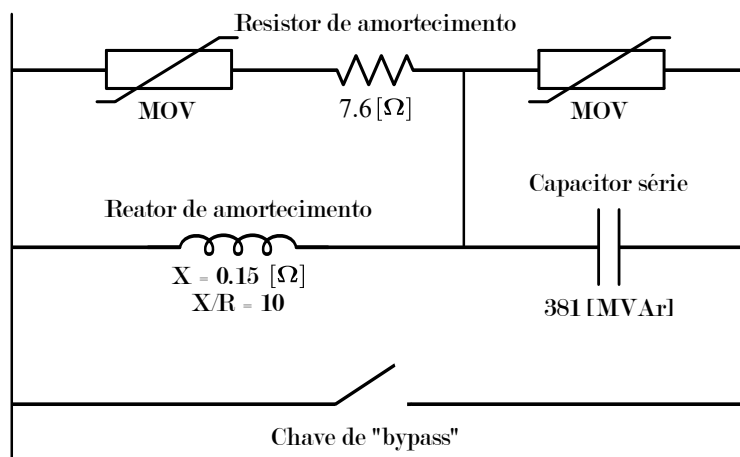 Resistor de amortecimento
MOV
7.6 [Ω]
MOV
Capacitor série
Reator de amortecimento
X = 0.15 [Ω]
X/R = 10
381 [MVAr]
Chave de "bypass"